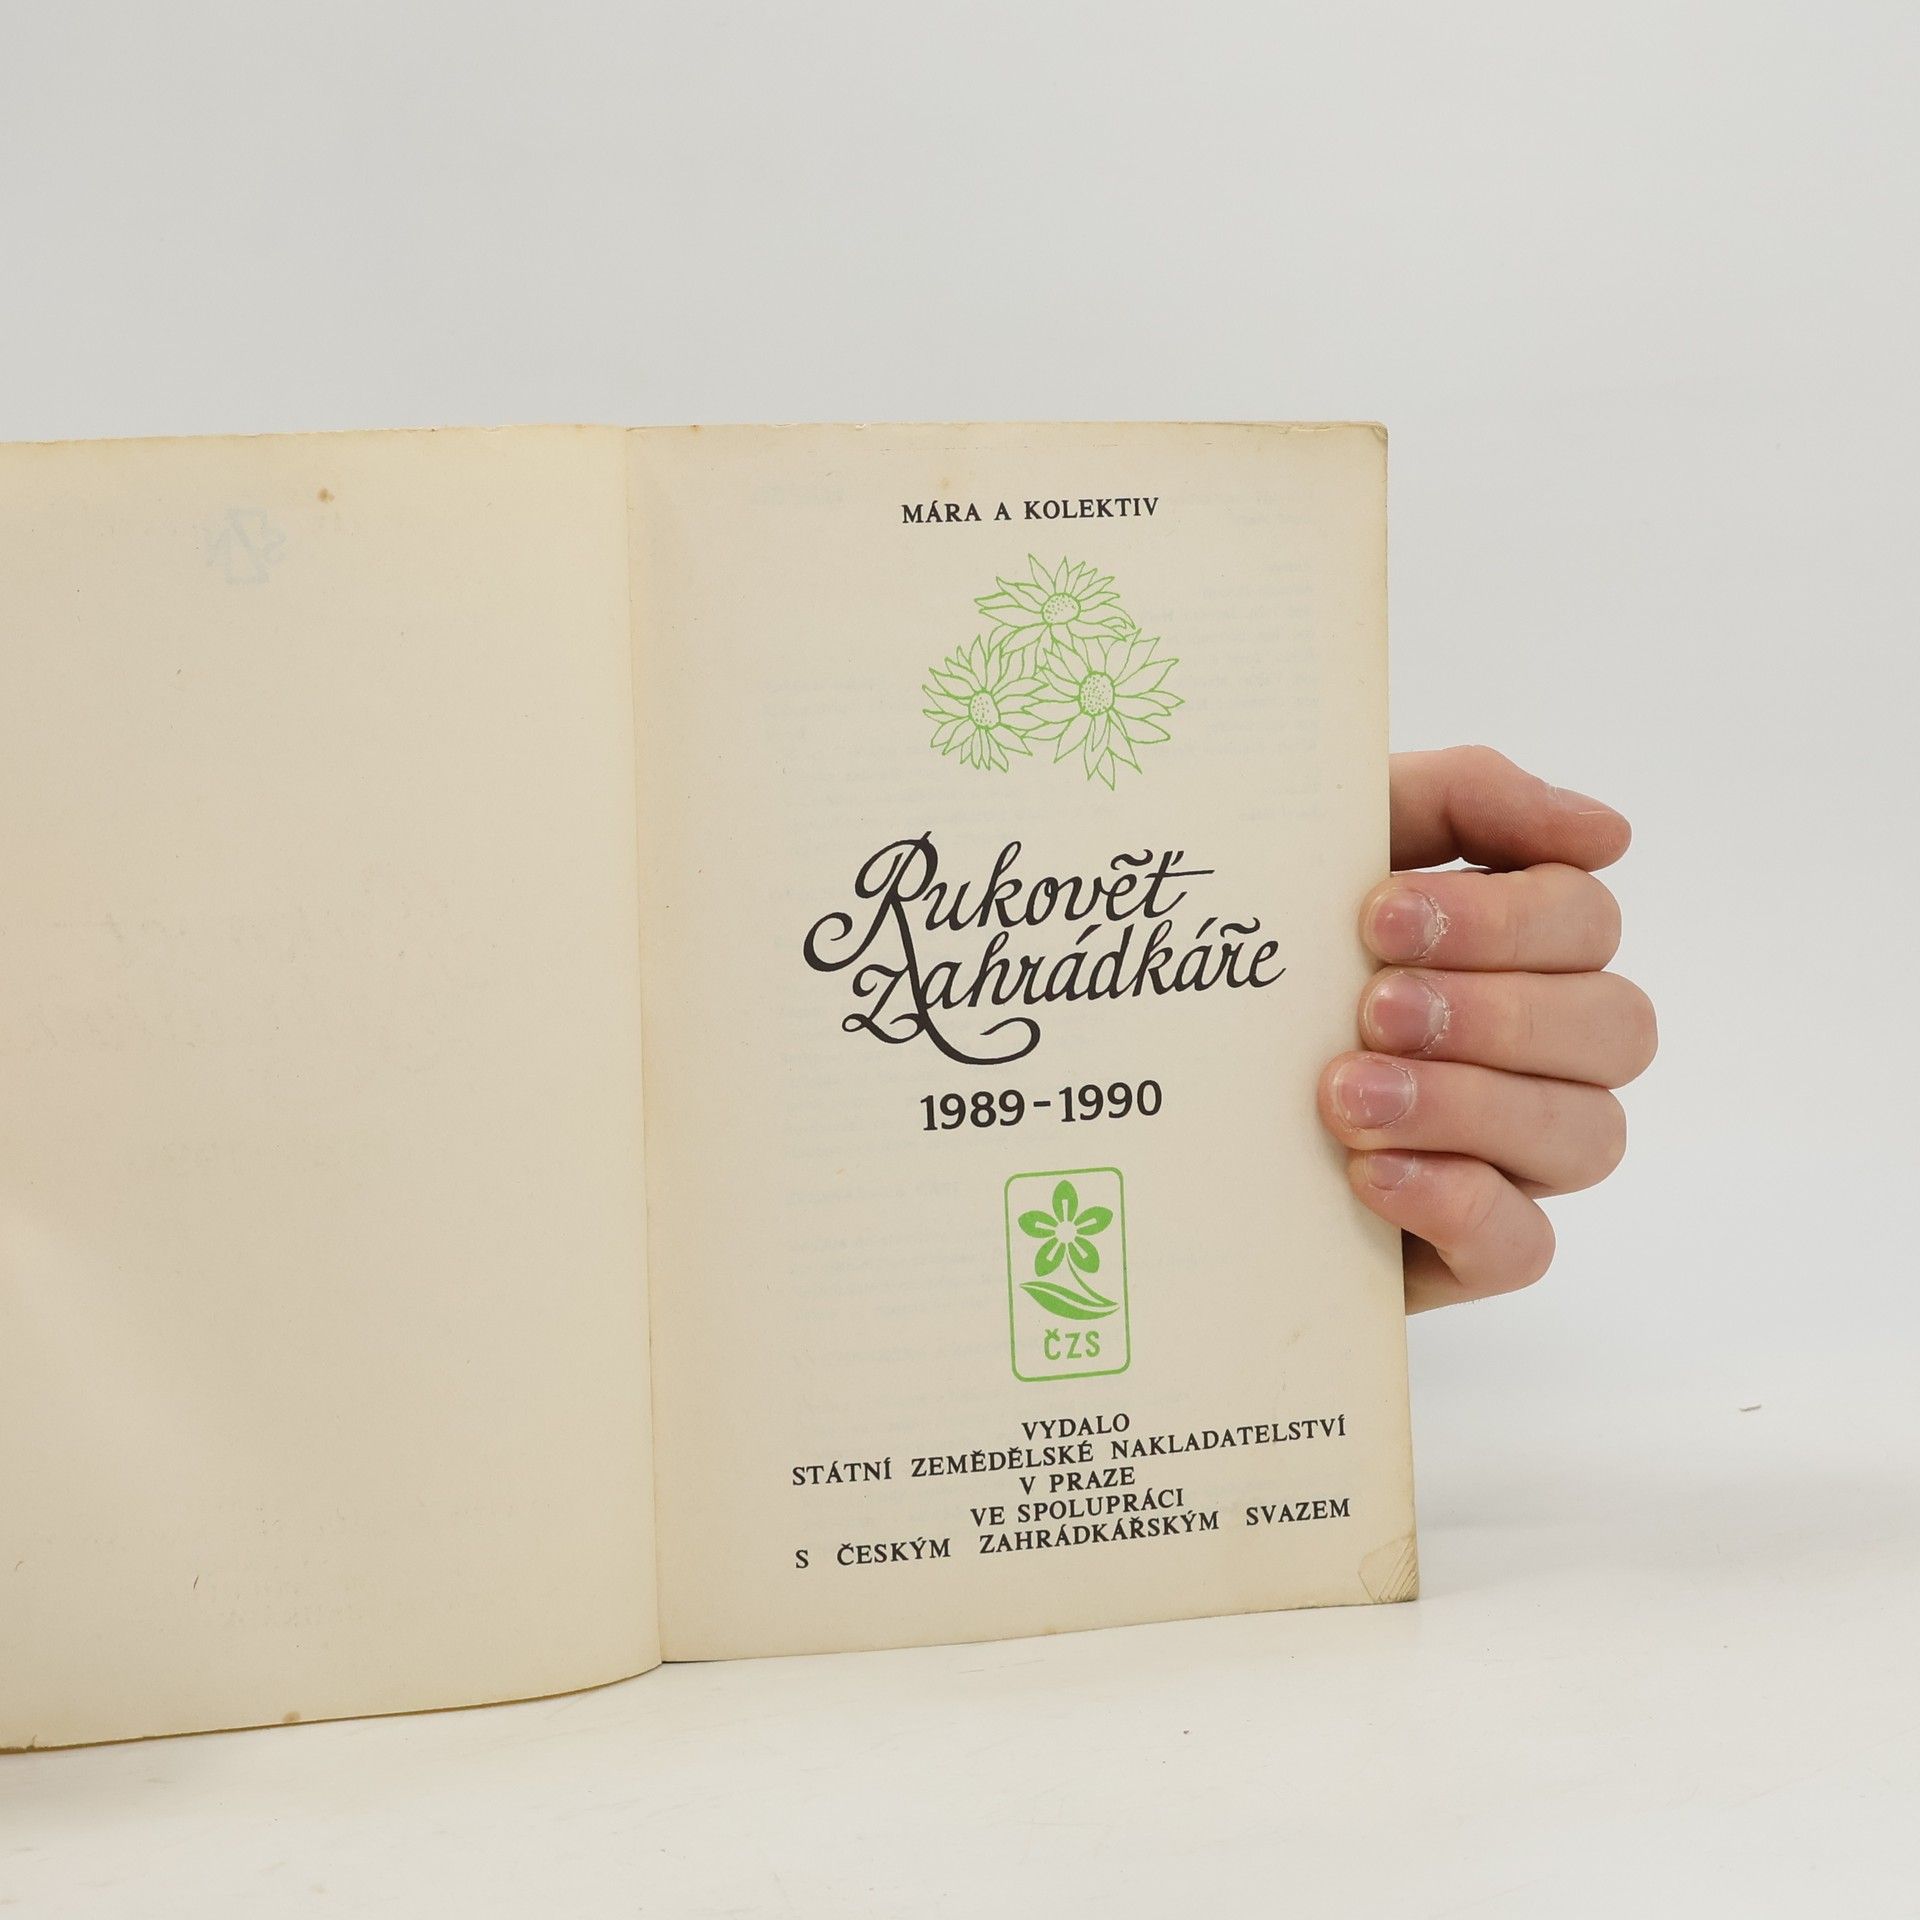 MÁRA A KOLEKTIV
Rukověť
Zahrádkáře
1989-1990
ČZS
VYDALO
STÁTNÍ ZEMĚDĚLSKÉ NAKLADATELSTVÍ
V PRAZE
VE SPOLUPRÁCI
S ČESKÝM ZAHRÁDKÁŘSKÝM SVAZEM